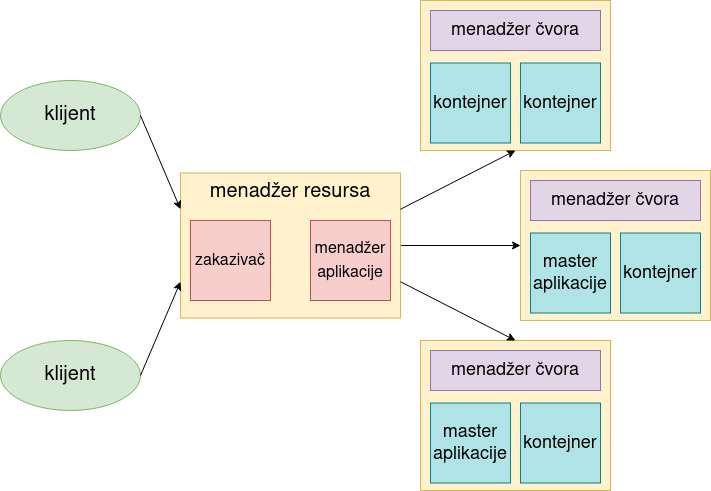 menadžer čvora
kontejner
kontejner
klijent
menadžer resursa
zakazivač
menadžer
aplikacije
menadžer čvora
master
aplikacije
kontejner
klijent
menadžer čvora
master
aplikacije
kontejner